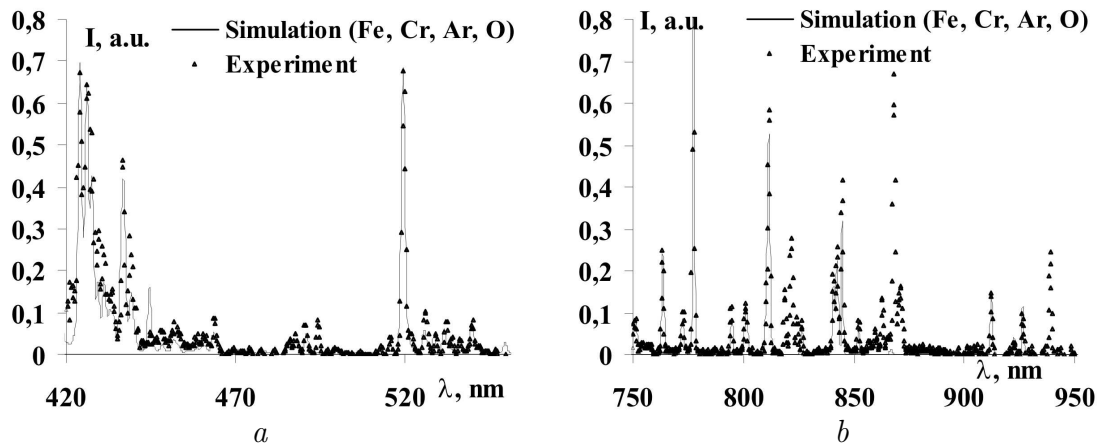 0,8
0,7
0,6
0,5
0,4
0,3
0,2
0,1
0
I, a.u.
Simulation (Fe, Cr, Ar, O)
Experiment
420
470
520
λ, nm
a
0,8
0,7
0,6
0,5
0,4
0,3
0,2
0,1
0
I, a.u.
Simulation (Fe, Cr, Ar, O)
Experiment
750
800
850
900
950
λ, nm
b